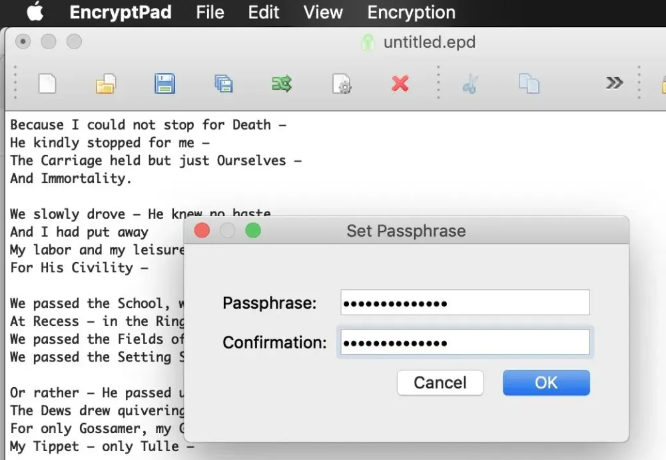 EncryptPad File Edit View Encryption
untitled.epd
»
Because I could not stop for Death –
He kindly stopped for me –
The Carriage held but just Ourselves –
And Immortality.
We slowly drove – He knew no haste
And I had put away
My labor and my leisure
For His Civility –
We passed the School, w
At Recess – in the Ring
We passed the Fields of
We passed the Setting S
Or rather – He passed u
The Dews drew quivering
For only Gossamer, my G
My Tippet – only Tulle –
Set Passphrase
Passphrase: ••••••••••••••
Confirmation: ••••••••••••••
Cancel OK